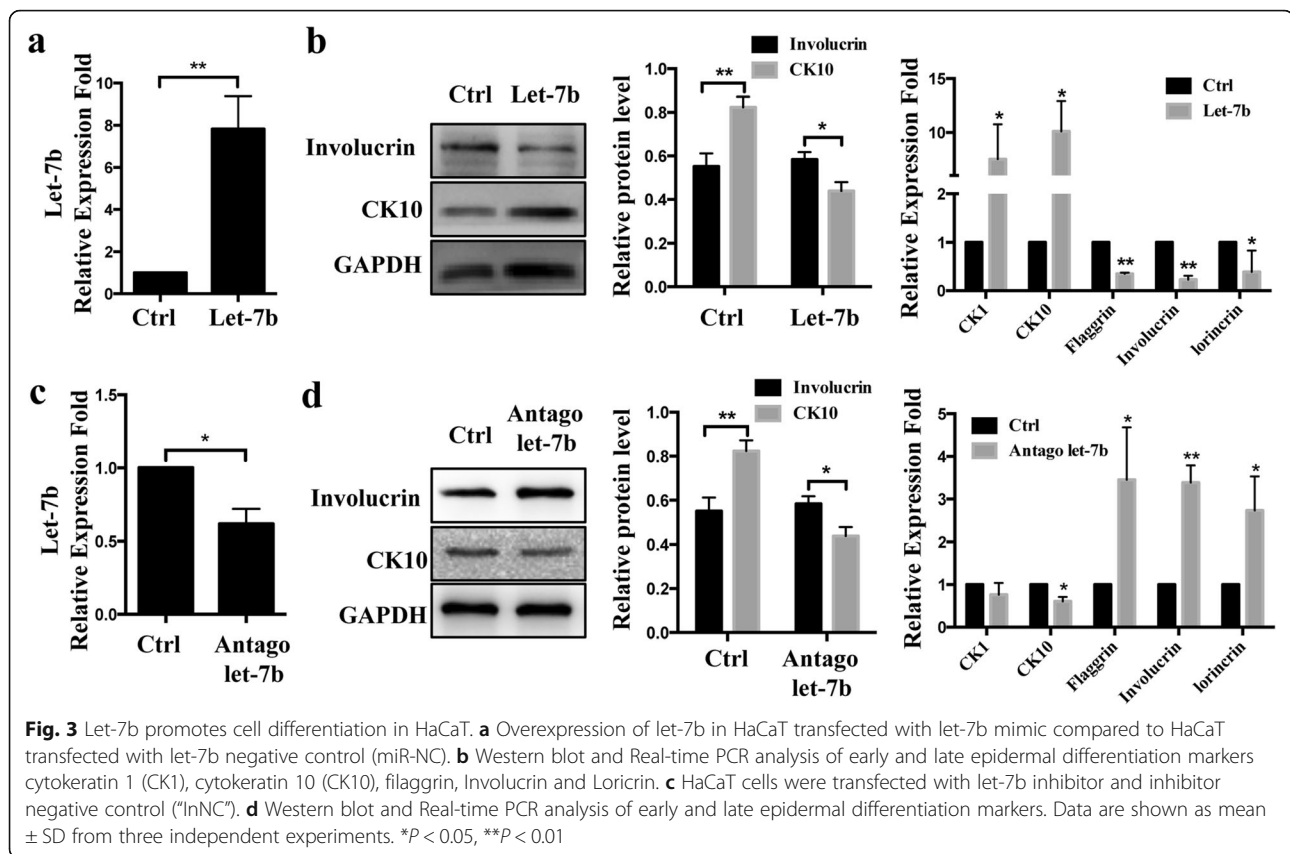 a
**
Let-7b
Relative Expression Fold
10
8
6
4
2
0
Ctrl
Let-7b
b
Ctrl Let-7b
Involucrin
CK10
GAPDH
Involucrin
CK10
Relative protein level
1.0
0.8
0.6
0.4
0.2
0.0
**
*
Ctrl
Let-7b
Relative Expression Fold
15
10
2
1
0
Ctrl
Let-7b
*
*
**
**
*
CK1
CK10
Flaggrin
Involucrin
lorincrin
c
Let-7b
Relative Expression Fold
1.5
1.0
0.5
0.0
*
Ctrl
Antago
let-7b
d
Ctrl Antago
let-7b
Involucrin
CK10
GAPDH
Involucrin
CK10
Relative protein level
1.0
0.8
0.6
0.4
0.2
0.0
**
*
Ctrl
Antago
let-7b
Relative Expression Fold
5
4
3
2
1
0
Ctrl
Antago let-7b
*
*
**
*
CK1
CK10
Flaggrin
Involucrin
lorincrin
Fig. 3 Let-7b promotes cell differentiation in HaCaT. a Overexpression of let-7b in HaCaT transfected with let-7b mimic compared to HaCaT
transfected with let-7b negative control (miR-NC). b Western blot and Real-time PCR analysis of early and late epidermal differentiation markers
cytokeratin 1 (CK1), cytokeratin 10 (CK10), filaggrin, Involucrin and Loricrin. c HaCaT cells were transfected with let-7b inhibitor and inhibitor
negative control (“InNC”). d Western blot and Real-time PCR analysis of early and late epidermal differentiation markers. Data are shown as mean
± SD from three independent experiments. *P < 0.05, **P < 0.01